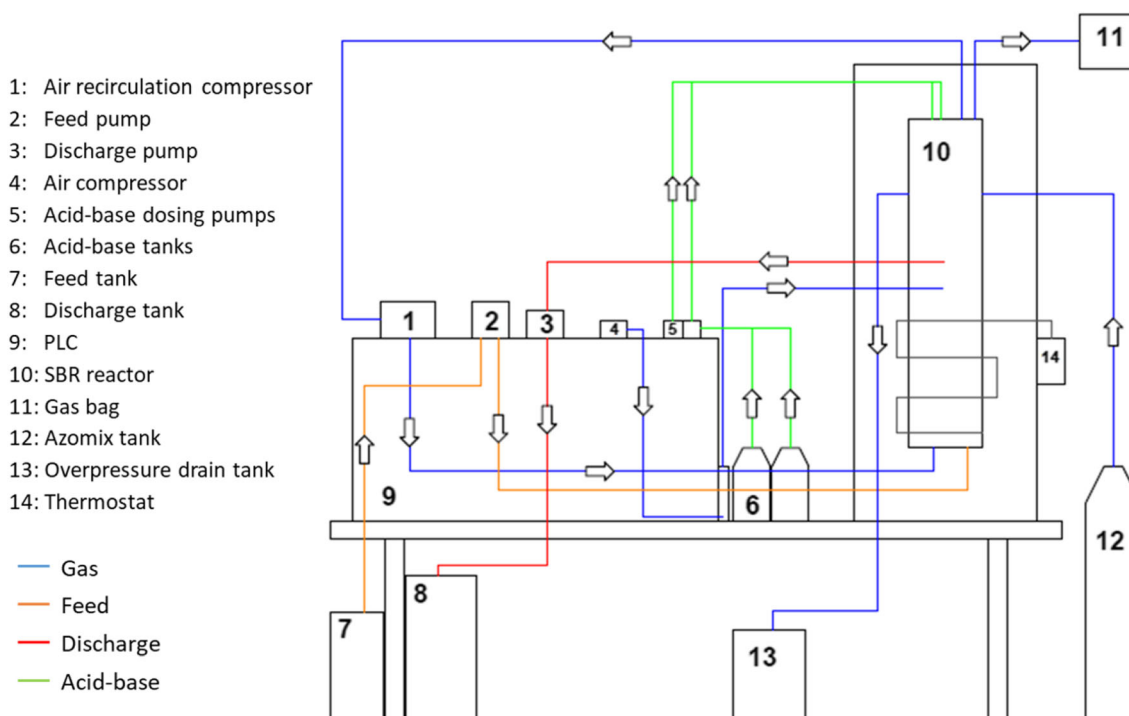 1: Air recirculation compressor
2: Feed pump
3: Discharge pump
4: Air compressor
5: Acid-base dosing pumps
6: Acid-base tanks
7: Feed tank
8: Discharge tank
9: PLC
10: SBR reactor
11: Gas bag
12: Azomix tank
13: Overpressure drain tank
14: Thermostat
Gas
Feed
Discharge
Acid-base
11
10
1
2
3
4
5
14
9
6
12
8
7
13